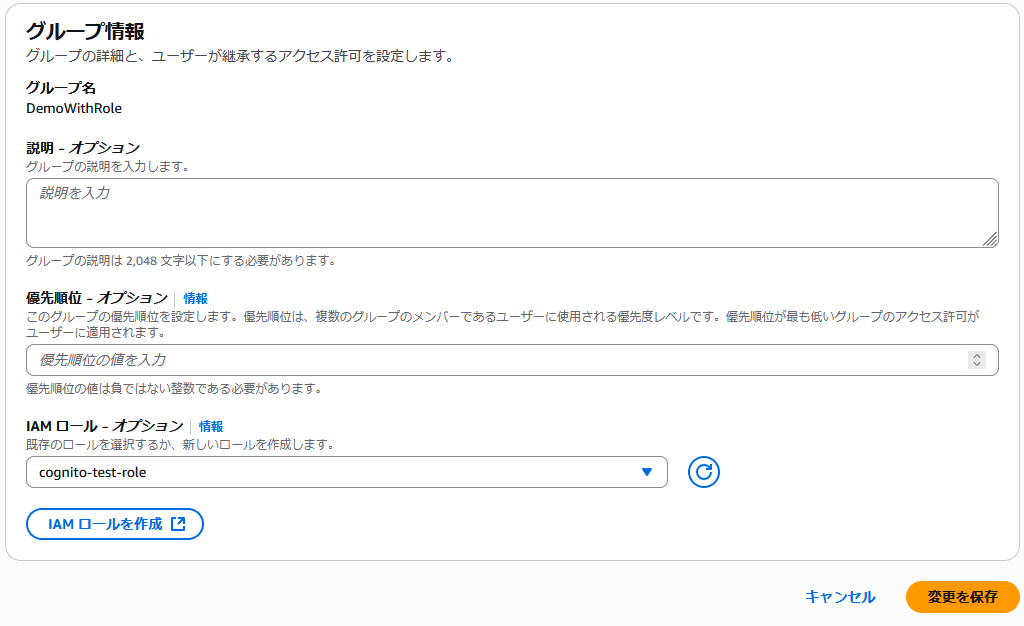 グループ情報
グループの詳細と、ユーザーが継承するアクセス許可を設定します。
グループ名
DemoWithRole
説明 – オプション
グループの説明を入力します。
説明を入力
グループの説明は 2,048 文字以下にする必要があります。
優先順位 – オプション 情報
このグループの優先順位を設定します。優先順位は、複数のグループのメンバーであるユーザーに使用される優先度レベルです。優先順位が最も低いグループのアクセス許可が
ユーザーに適用されます。
優先順位の値を入力
優先順位の値は負ではない整数である必要があります。
IAM ロール – オプション 情報
既存のロールを選択するか、新しいロールを作成します。
cognito-test-role
IAM ロールを作成
キャンセル 変更を保存